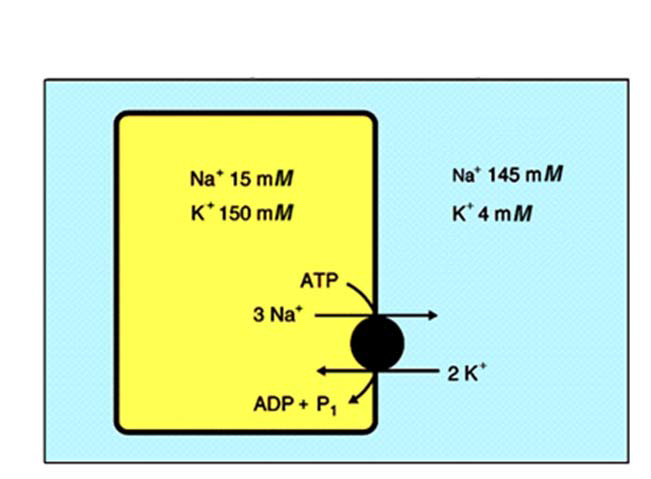 Na⁺ 15 mM
K⁺ 150 mM
Na⁺ 145 mM
K⁺ 4 mM
ATP
3 Na⁺
2 K⁺
ADP + P₁